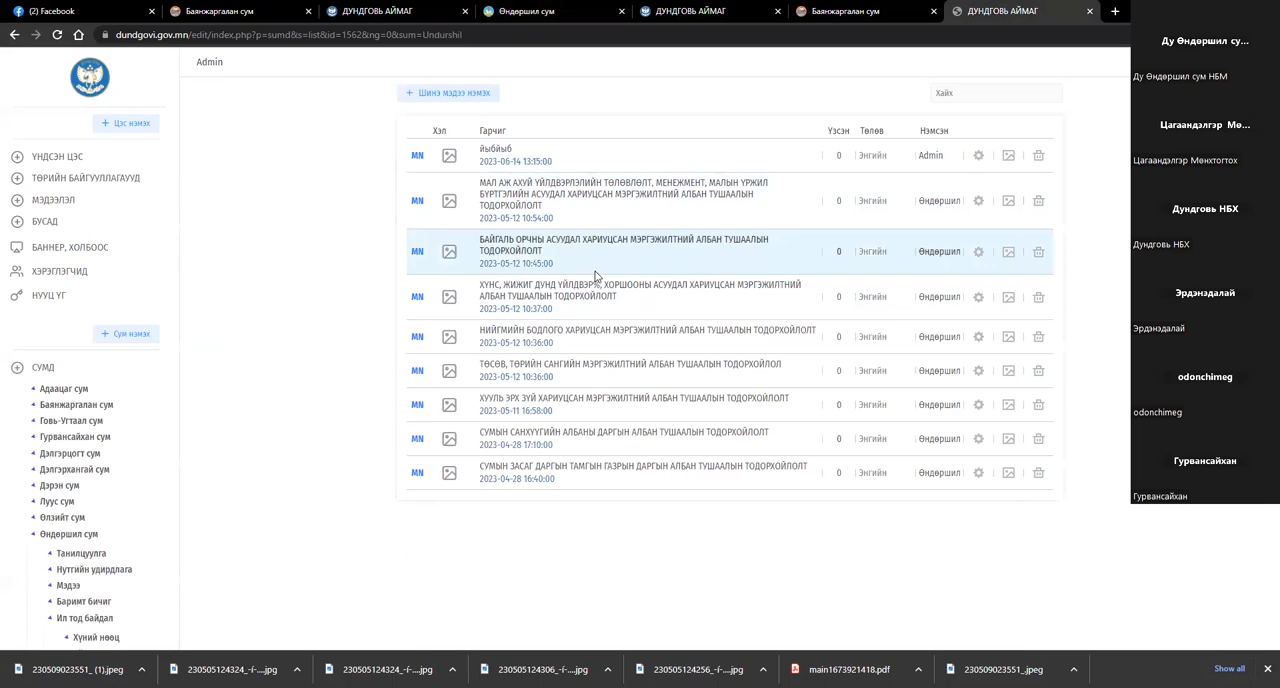 (2) Facebook
Баянжаргалан сум
ДУНДГОВЬ АЙМАГ
Өндөршил сум
ДУНДГОВЬ АЙМАГ
Баянжаргалан сум
ДУНДГОВЬ АЙМАГ
dundgovi.gov.mn/edit/index.php?p=sumd&s=list&id=1562&ng=0&sum=Undurshil
Admin
+ Цэс нэмэх
ҮНДСЭН ЦЭС
ТӨРИЙН БАЙГУУЛЛАГАУУД
МЭДЭЭЛЭЛ
БУСАД
БАННЕР, ХОЛБООС
ХЭРЭГЛЭГЧИД
НУУЦ ҮГ
+ Сум нэмэх
СУМД
Адаацаг сум
Баянжаргалан сум
Говь-Угтаал сум
Гурвансайхан сум
Дэлгэрцогт сум
Дэлгэрхангай сум
Дэрэн сум
Луус сум
Өлзийт сум
Өндөршил сум
Танилцуулга
Нутгийн удирдлага
Мэдээ
Баримт бичиг
Ил тод байдал
Хүний нөөц
+ Шинэ мэдээ нэмэх
Хайх
Хэл Гарчиг Үзсэн Төлөв Нэмсэн
йыбйыб
MN 0 Энгийн Admin
2023-06-14 13:15:00
МАЛ АЖ АХУЙ ҮЙЛДВЭРЛЭЛИЙН ТӨЛӨВЛӨЛТ, МЕНЕЖМЕНТ, МАЛЫН ҮРЖИЛ
БҮРТГЭЛИЙН АСУУДАЛ ХАРИУЦСАН МЭРГЭЖИЛТНИЙ АЛБАН ТУШААЛЫН
MN 0 Энгийн Өндөршил
ТОДОРХОЙЛОЛТ
2023-05-12 10:54:00
БАЙГАЛЬ ОРЧНЫ АСУУДАЛ ХАРИУЦСАН МЭРГЭЖИЛТНИЙ АЛБАН ТУШААЛЫН
MN ТОДОРХОЙЛОЛТ 0 Энгийн Өндөршил
2023-05-12 10:45:00
ХҮНС, ЖИЖИГ ДУНД ҮЙЛДВЭРЛЭЛ, ХОРШООНЫ АСУУДАЛ ХАРИУЦСАН МЭРГЭЖИЛТНИЙ
MN АЛБАН ТУШААЛЫН ТОДОРХОЙЛОЛТ 0 Энгийн Өндөршил
2023-05-12 10:37:00
НИЙГМИЙН БОДЛОГО ХАРИУЦСАН МЭРГЭЖИЛТНИЙ АЛБАН ТУШААЛЫН ТОДОРХОЙЛОЛТ
MN 0 Энгийн Өндөршил
2023-05-12 10:36:00
ТӨСӨВ, ТӨРИЙН САНГИЙН МЭРГЭЖИЛТНИЙ АЛБАН ТУШААЛЫН ТОДОРХОЙЛОЛ
MN 0 Энгийн Өндөршил
2023-05-12 10:36:00
ХУУЛЬ ЭРХ ЗҮЙ ХАРИУЦСАН МЭРГЭЖИЛТНИЙ АЛБАН ТУШААЛЫН ТОДОРХОЙЛОЛТ
MN 0 Энгийн Өндөршил
2023-05-11 16:58:00
СУМЫН САНХҮҮГИЙН АЛБАНЫ ДАРГЫН АЛБАН ТУШААЛЫН ТОДОРХОЙЛОЛТ
MN 0 Энгийн Өндөршил
2023-04-28 17:10:00
СУМЫН ЗАСАГ ДАРГЫН ТАМГЫН ГАЗРЫН ДАРГЫН АЛБАН ТУШААЛЫН ТОДОРХОЙЛОЛТ
MN 0 Энгийн Өндөршил
2023-04-28 16:40:00
Ду Өндөршил су...
Ду Өндөршил сум НБМ
Цагаандэлгэр Мө...
Цагаандэлгэр Мөнхтогтох
Дундговь НБХ
Дундговь НБХ
Эрдэнэдалай
Эрдэнэдалай
odonchimeg
odonchimeg
Гурвансайхан
Гурвансайхан
230509023551_ (1).jpeg
230505124324_-í-....jpg
230505124324_-í-....jpg
230505124306_-í-....jpg
230505124256_-í-....jpg
main1673921418.pdf
230509023551_.jpeg
Show all